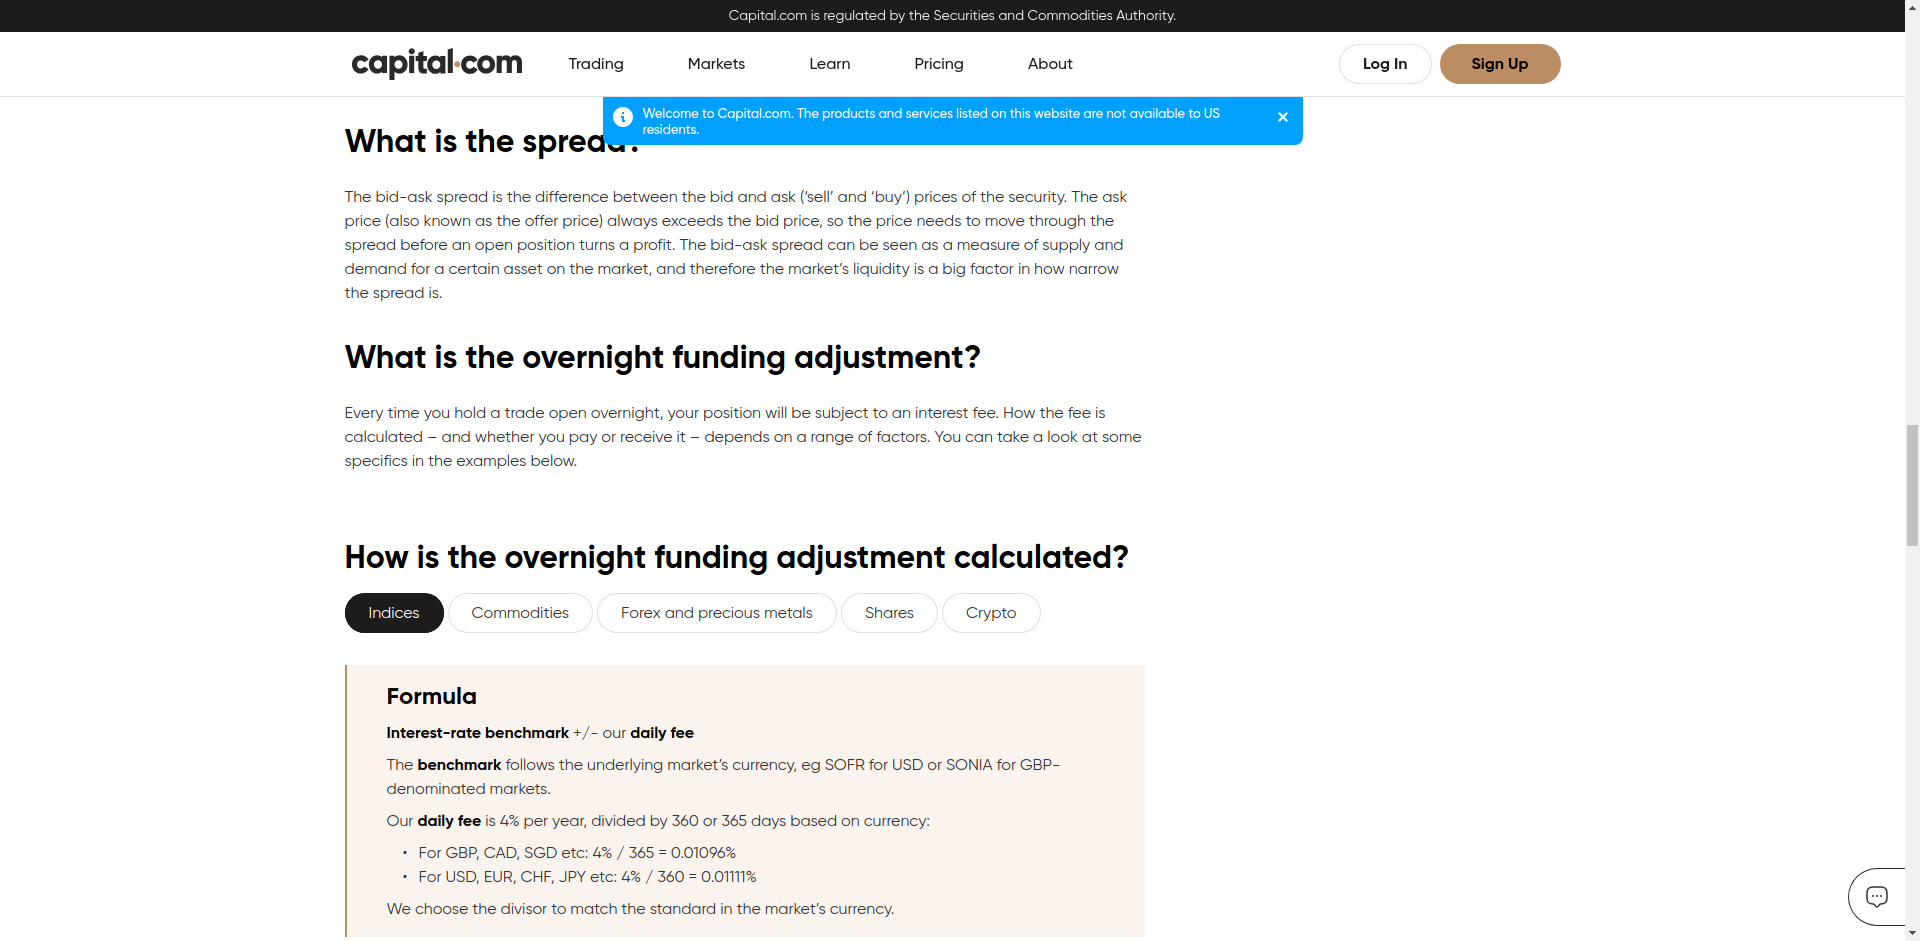 Capital.com is regulated by the Securities and Commodities Authority.
capital.com
Trading
Markets
Learn
Pricing
About
Log In
Sign Up
Welcome to Capital.com. The products and services listed on this website are not available to US
residents.
What is the spread?
The bid-ask spread is the difference between the bid and ask (‘sell’ and ‘buy’) prices of the security. The ask
price (also known as the offer price) always exceeds the bid price, so the price needs to move through the
spread before an open position turns a profit. The bid-ask spread can be seen as a measure of supply and
demand for a certain asset on the market, and therefore the market’s liquidity is a big factor in how narrow
the spread is.
What is the overnight funding adjustment?
Every time you hold a trade open overnight, your position will be subject to an interest fee. How the fee is
calculated – and whether you pay or receive it – depends on a range of factors. You can take a look at some
specifics in the examples below.
How is the overnight funding adjustment calculated?
Indices
Commodities
Forex and precious metals
Shares
Crypto
Formula
Interest-rate benchmark +/- our daily fee
The benchmark follows the underlying market’s currency, eg SOFR for USD or SONIA for GBP-
denominated markets.
Our daily fee is 4% per year, divided by 360 or 365 days based on currency:
• For GBP, CAD, SGD etc: 4% / 365 = 0.01096%
• For USD, EUR, CHF, JPY etc: 4% / 360 = 0.01111%
We choose the divisor to match the standard in the market’s currency.